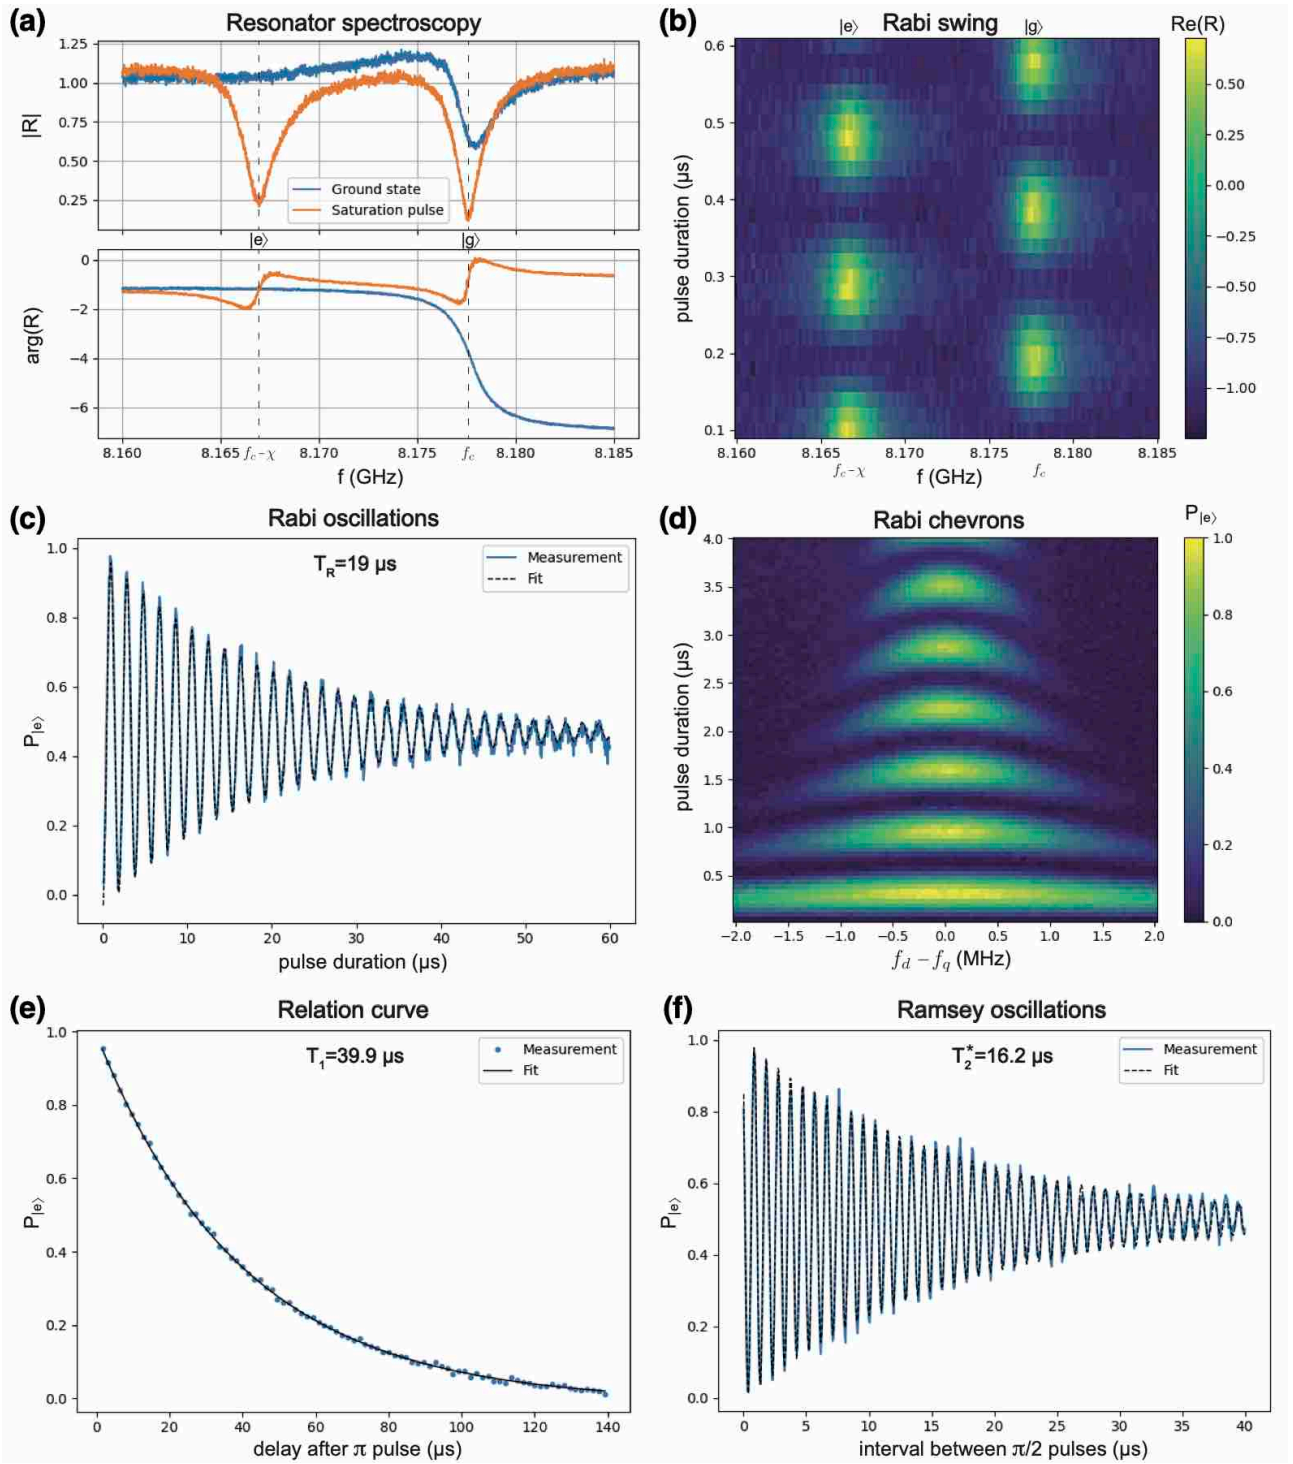 (a) Resonator spectroscopy
1.25
1.00
0.75
0.50
0.25
|R|
Ground state
Saturation pulse
|e⟩ |g⟩
0
−2
−4
−6
arg(R)
8.160 8.165 f_c − χ 8.170 8.175 f_c 8.180 8.185
f (GHz)
(b) Rabi swing
|e⟩ |g⟩
Re(R)
0.6
0.5
0.4
0.3
0.2
0.1
pulse duration (µs)
0.50
0.25
0.00
−0.25
−0.50
−0.75
−1.00
8.160 8.165 8.170 8.175 8.180 8.185
f_c − χ f (GHz) f_c
(c) Rabi oscillations
T_R=19 µs
Measurement
Fit
1.0
0.8
0.6
0.4
0.2
0.0
P|e⟩
0 10 20 30 40 50 60
pulse duration (µs)
(d) Rabi chevrons
P|e⟩
4.0
3.5
3.0
2.5
2.0
1.5
1.0
0.5
pulse duration (µs)
1.0
0.8
0.6
0.4
0.2
0.0
−2.0 −1.5 −1.0 −0.5 0.0 0.5 1.0 1.5 2.0
f_d − f_q (MHz)
(e) Relation curve
T_1=39.9 µs
Measurement
Fit
1.0
0.8
0.6
0.4
0.2
0.0
P|e⟩
0 20 40 60 80 100 120 140
delay after π pulse (µs)
(f) Ramsey oscillations
T_2^*=16.2 µs
Measurement
Fit
1.0
0.8
0.6
0.4
0.2
0.0
P|e⟩
0 5 10 15 20 25 30 35 40
interval between π/2 pulses (µs)